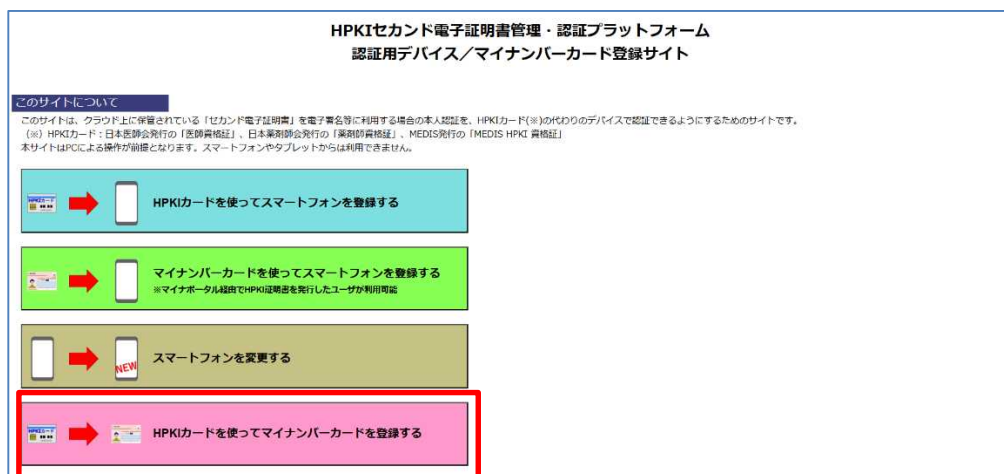 HPKIセカンド電子証明書管理・認証プラットフォーム
認証用デバイス／マイナンバーカード登録サイト
このサイトについて
このサイトは、クラウド上に保管されている「セカンド電子証明書」を電子署名等に利用する場合の本人認証を、HPKIカード(※)の代わりのデバイスで認証できるようにするためのサイトです。
（※）HPKIカード：日本医師会発行の「医師資格証」、日本薬剤師会発行の「薬剤師資格証」、MEDIS発行の「MEDIS HPKI 資格証」
本サイトはPCによる操作が前提となります。スマートフォンやタブレットからは利用できません。
HPKIカードを使ってスマートフォンを登録する
マイナンバーカードを使ってスマートフォンを登録する
※マイナポータル経由でHPKI証明書を発行したユーザが利用可能
NEW
スマートフォンを変更する
HPKIカードを使ってマイナンバーカードを登録する